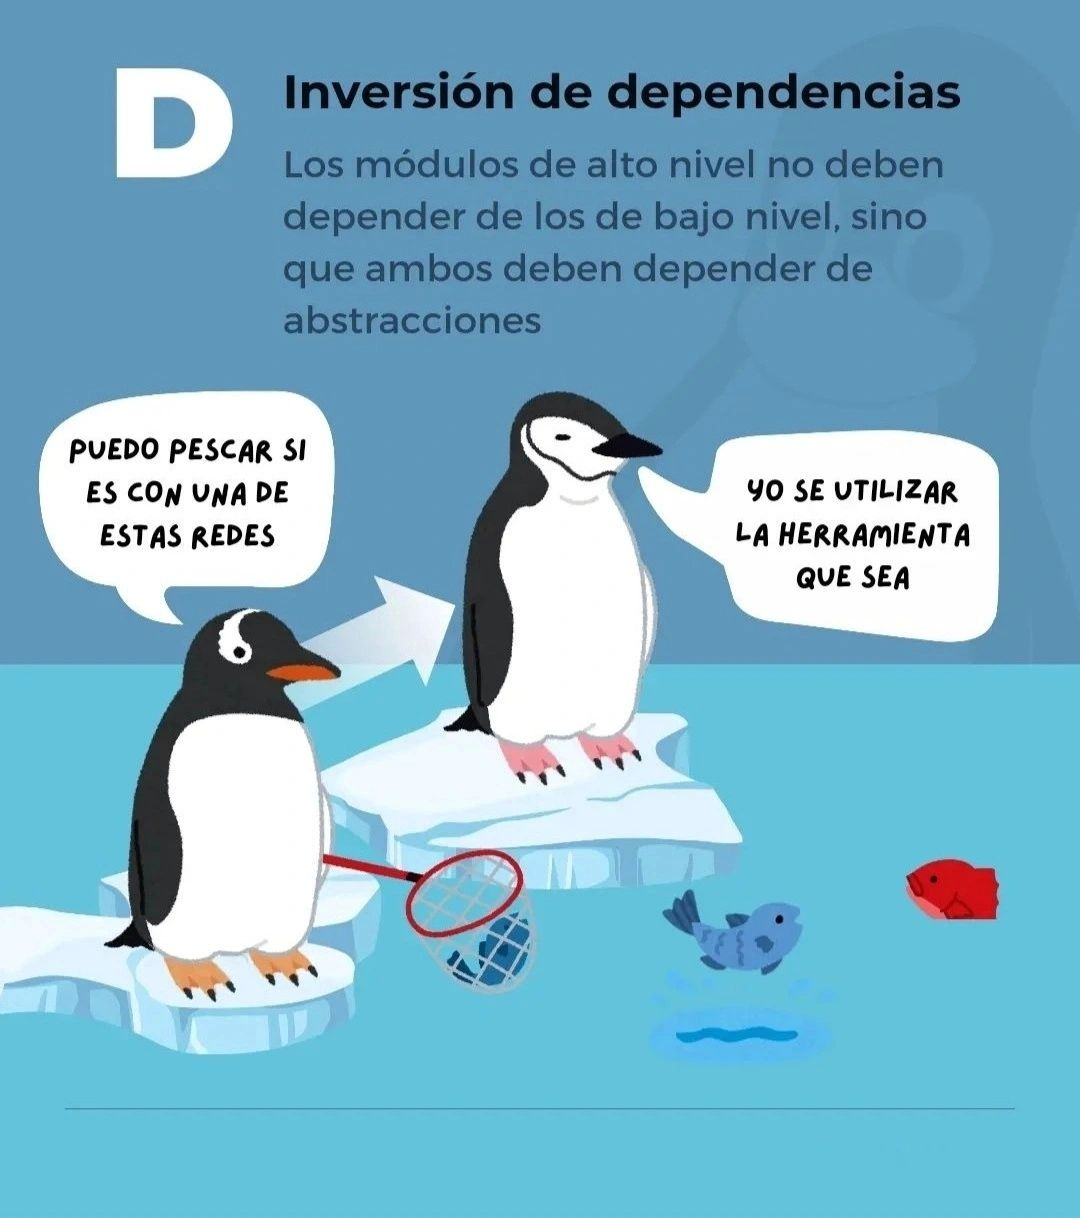 D
Inversión de dependencias
Los módulos de alto nivel no deben
depender de los de bajo nivel, sino
que ambos deben depender de
abstracciones
PUEDO PESCAR SI
ES CON UNA DE
ESTAS REDES
YO SE UTILIZAR
LA HERRAMIENTA
QUE SEA